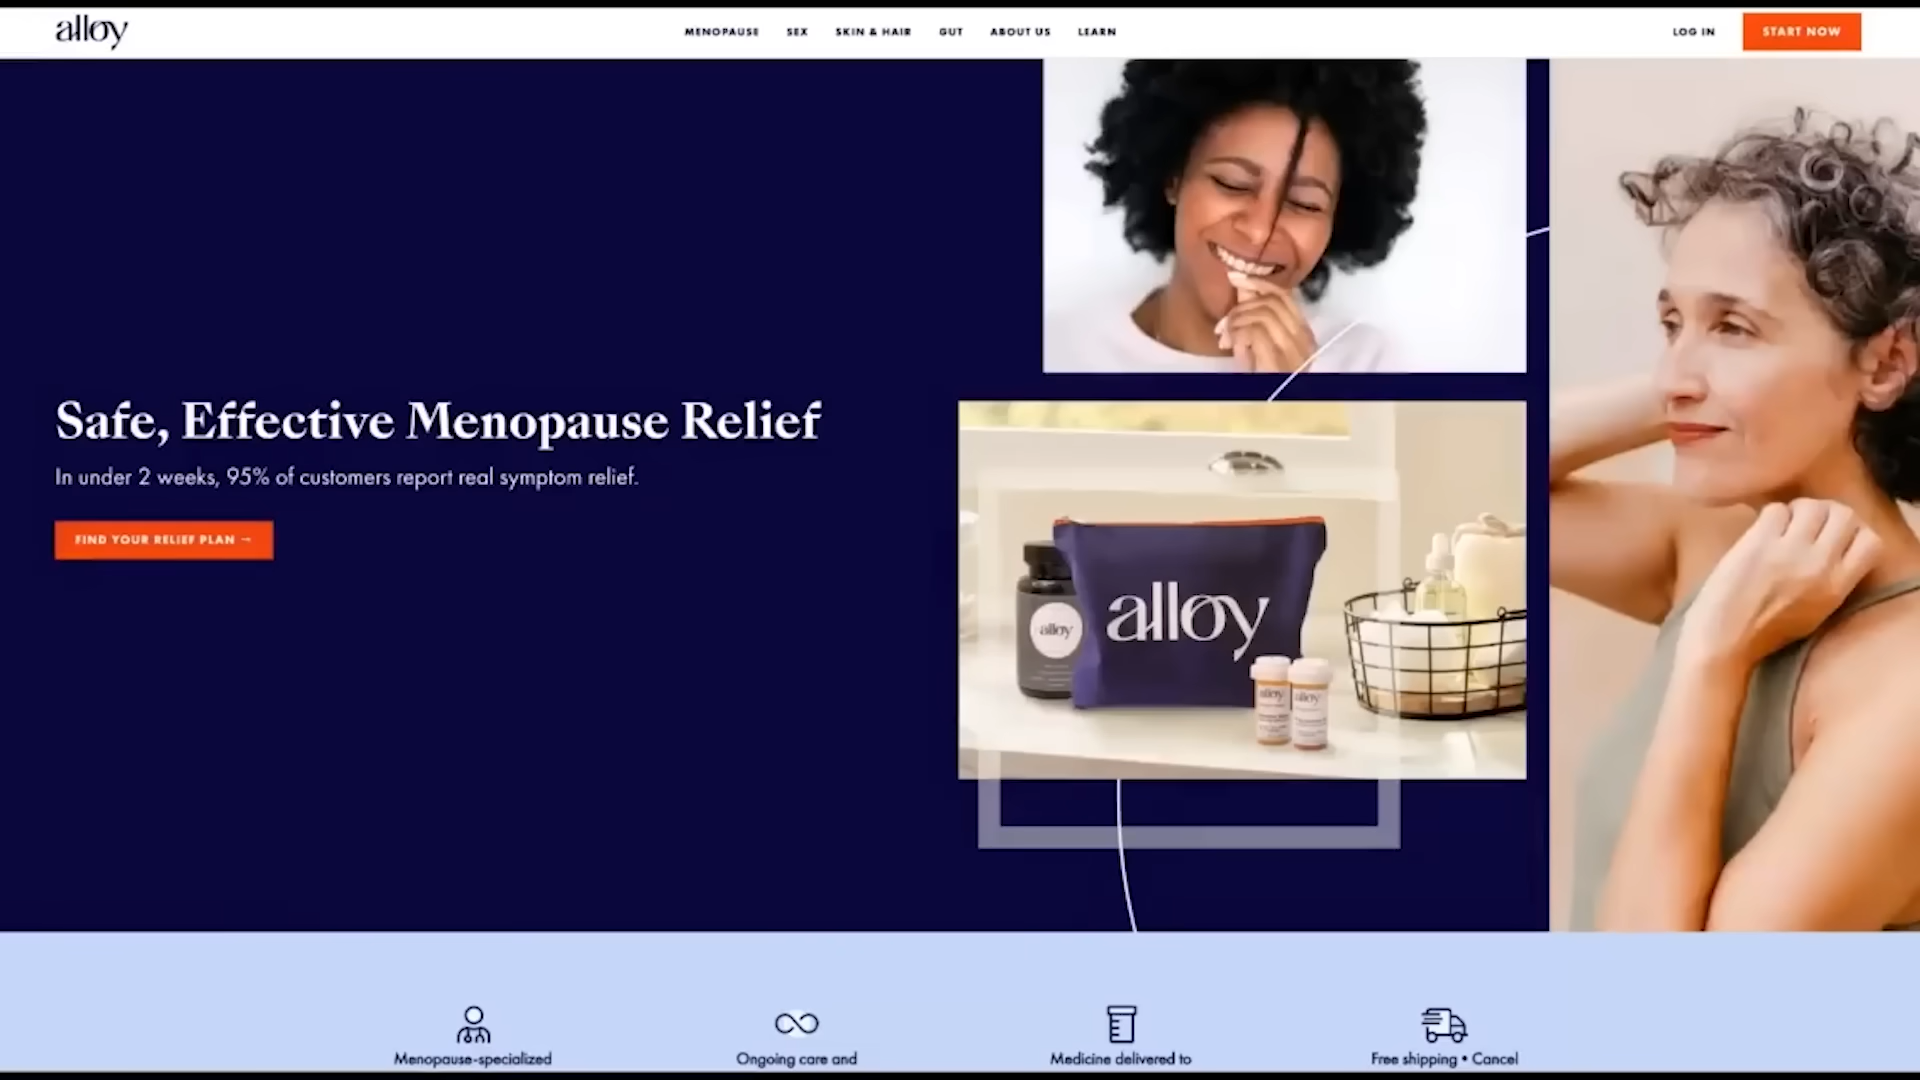 alloy
MENOPAUSE SEX SKIN & HAIR GUT ABOUT US LEARN
LOG IN START NOW
Safe, Effective Menopause Relief
In under 2 weeks, 95% of customers report real symptom relief.
FIND YOUR RELIEF PLAN →
alloy
alloy
alloy
alloy
Menopause-specialized
Ongoing care and
Medicine delivered to
Free shipping • Cancel